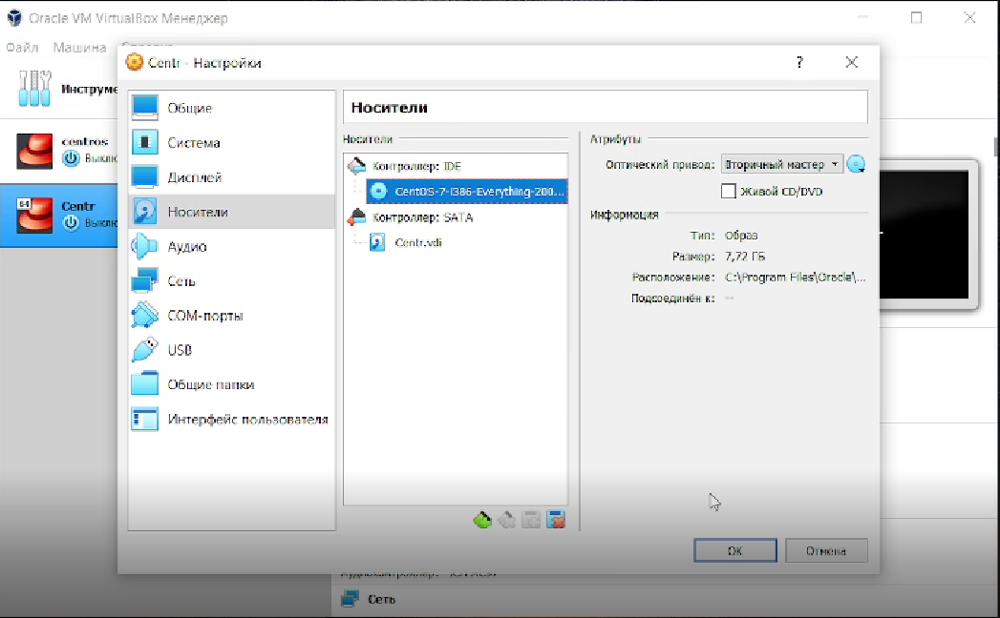 Oracle VM VirtualBox Менеджер
Файл Машина
Centr - Настройки
?
Инструме
centros
Выклю
64
Centr
Выклю
Общие
Система
Дисплей
Носители
Аудио
Сеть
COM-порты
USB
Общие папки
Интерфейс пользователя
Носители
Носители
Контроллер: IDE
CentOS-7-i386-Everything-200...
Контроллер: SATA
Centr.vdi
Атрибуты
Оптический привод: Вторичный мастер
Живой CD/DVD
Информация
Тип: Образ
Размер: 7,72 ГБ
Расположение: C:\Program Files\Oracle\...
Подсоединён к: --
OK Отмена
Сеть